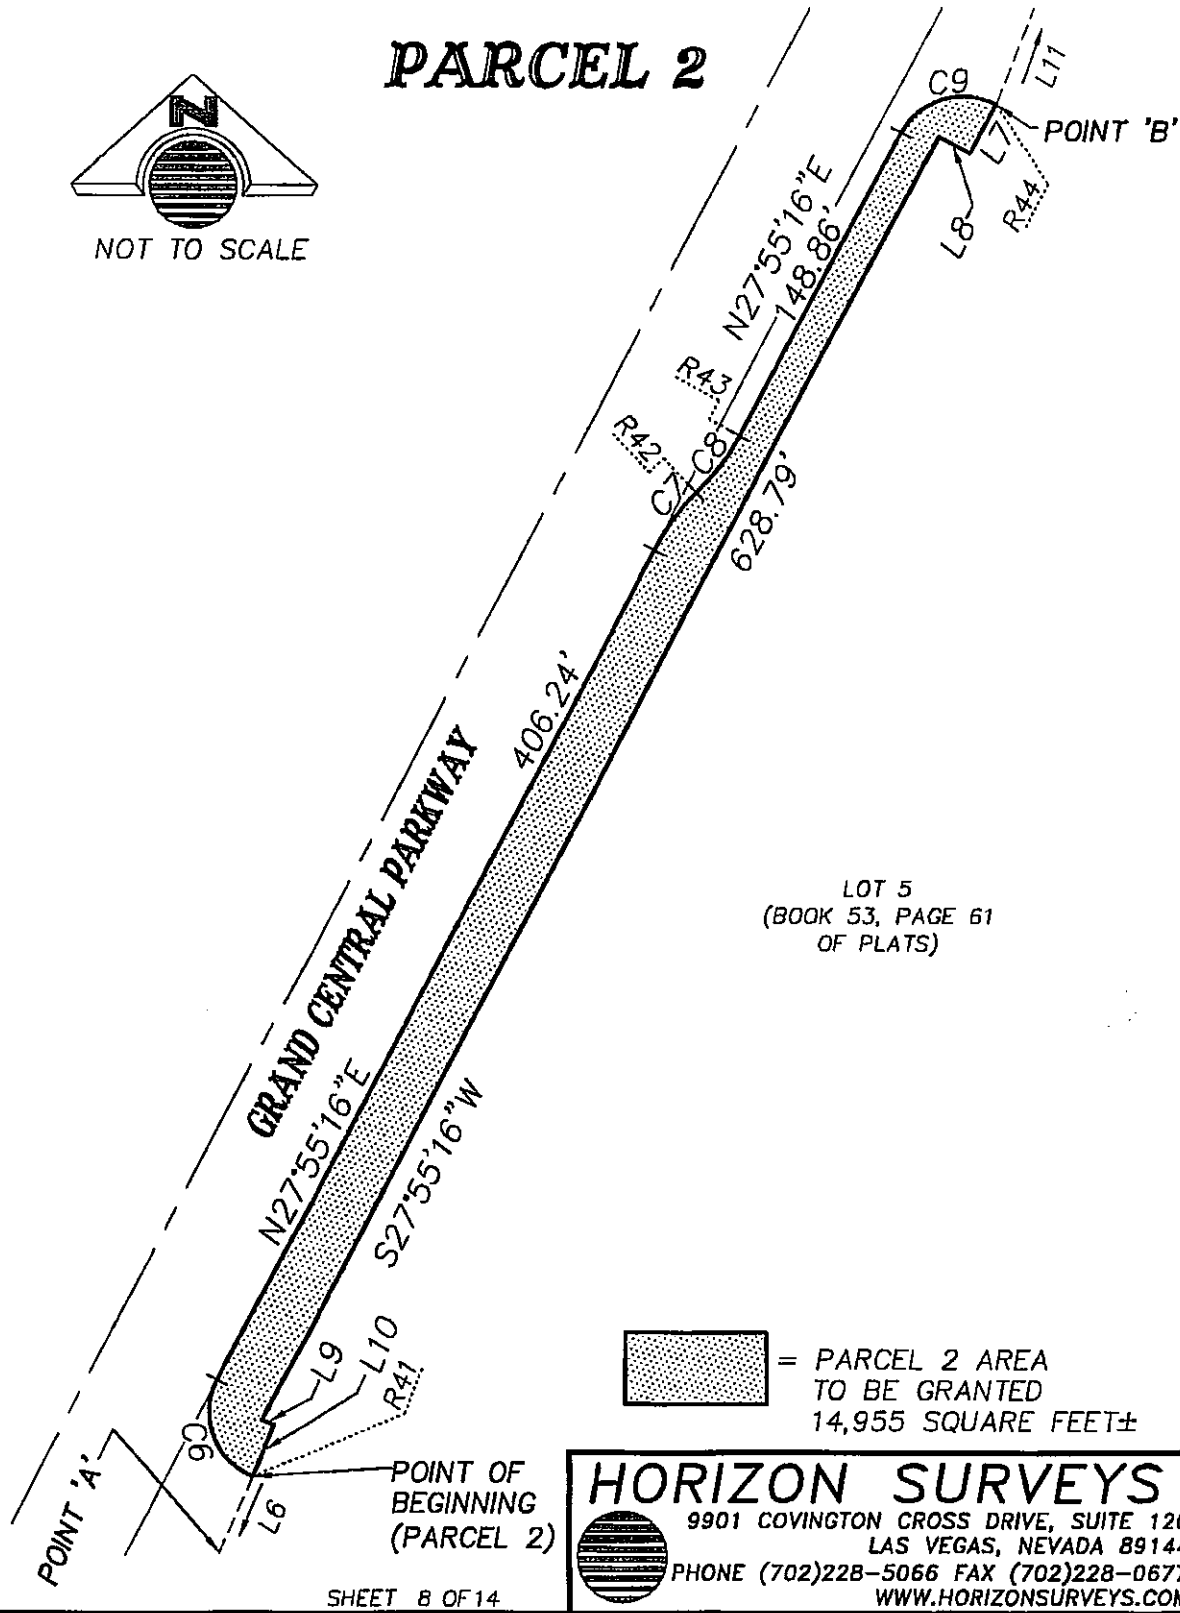 PARCEL 2
N
NOT TO SCALE
C9
L11
POINT 'B'
L7
R44
L8
N27°55'16"E
148.86'
R43
R42
C7
C8
628.79'
406.24'
GRAND CENTRAL PARKWAY
LOT 5
(BOOK 53, PAGE 61
OF PLATS)
N27°55'16"E
S27°55'16"W
L9
L10
R41
C6
POINT 'A'
L6
POINT OF
BEGINNING
(PARCEL 2)
= PARCEL 2 AREA
TO BE GRANTED
14,955 SQUARE FEET±
HORIZON SURVEYS
9901 COVINGTON CROSS DRIVE, SUITE 120
LAS VEGAS, NEVADA 89144
PHONE (702)228-5066 FAX (702)228-0677
WWW.HORIZONSURVEYS.COM
SHEET 8 OF 14